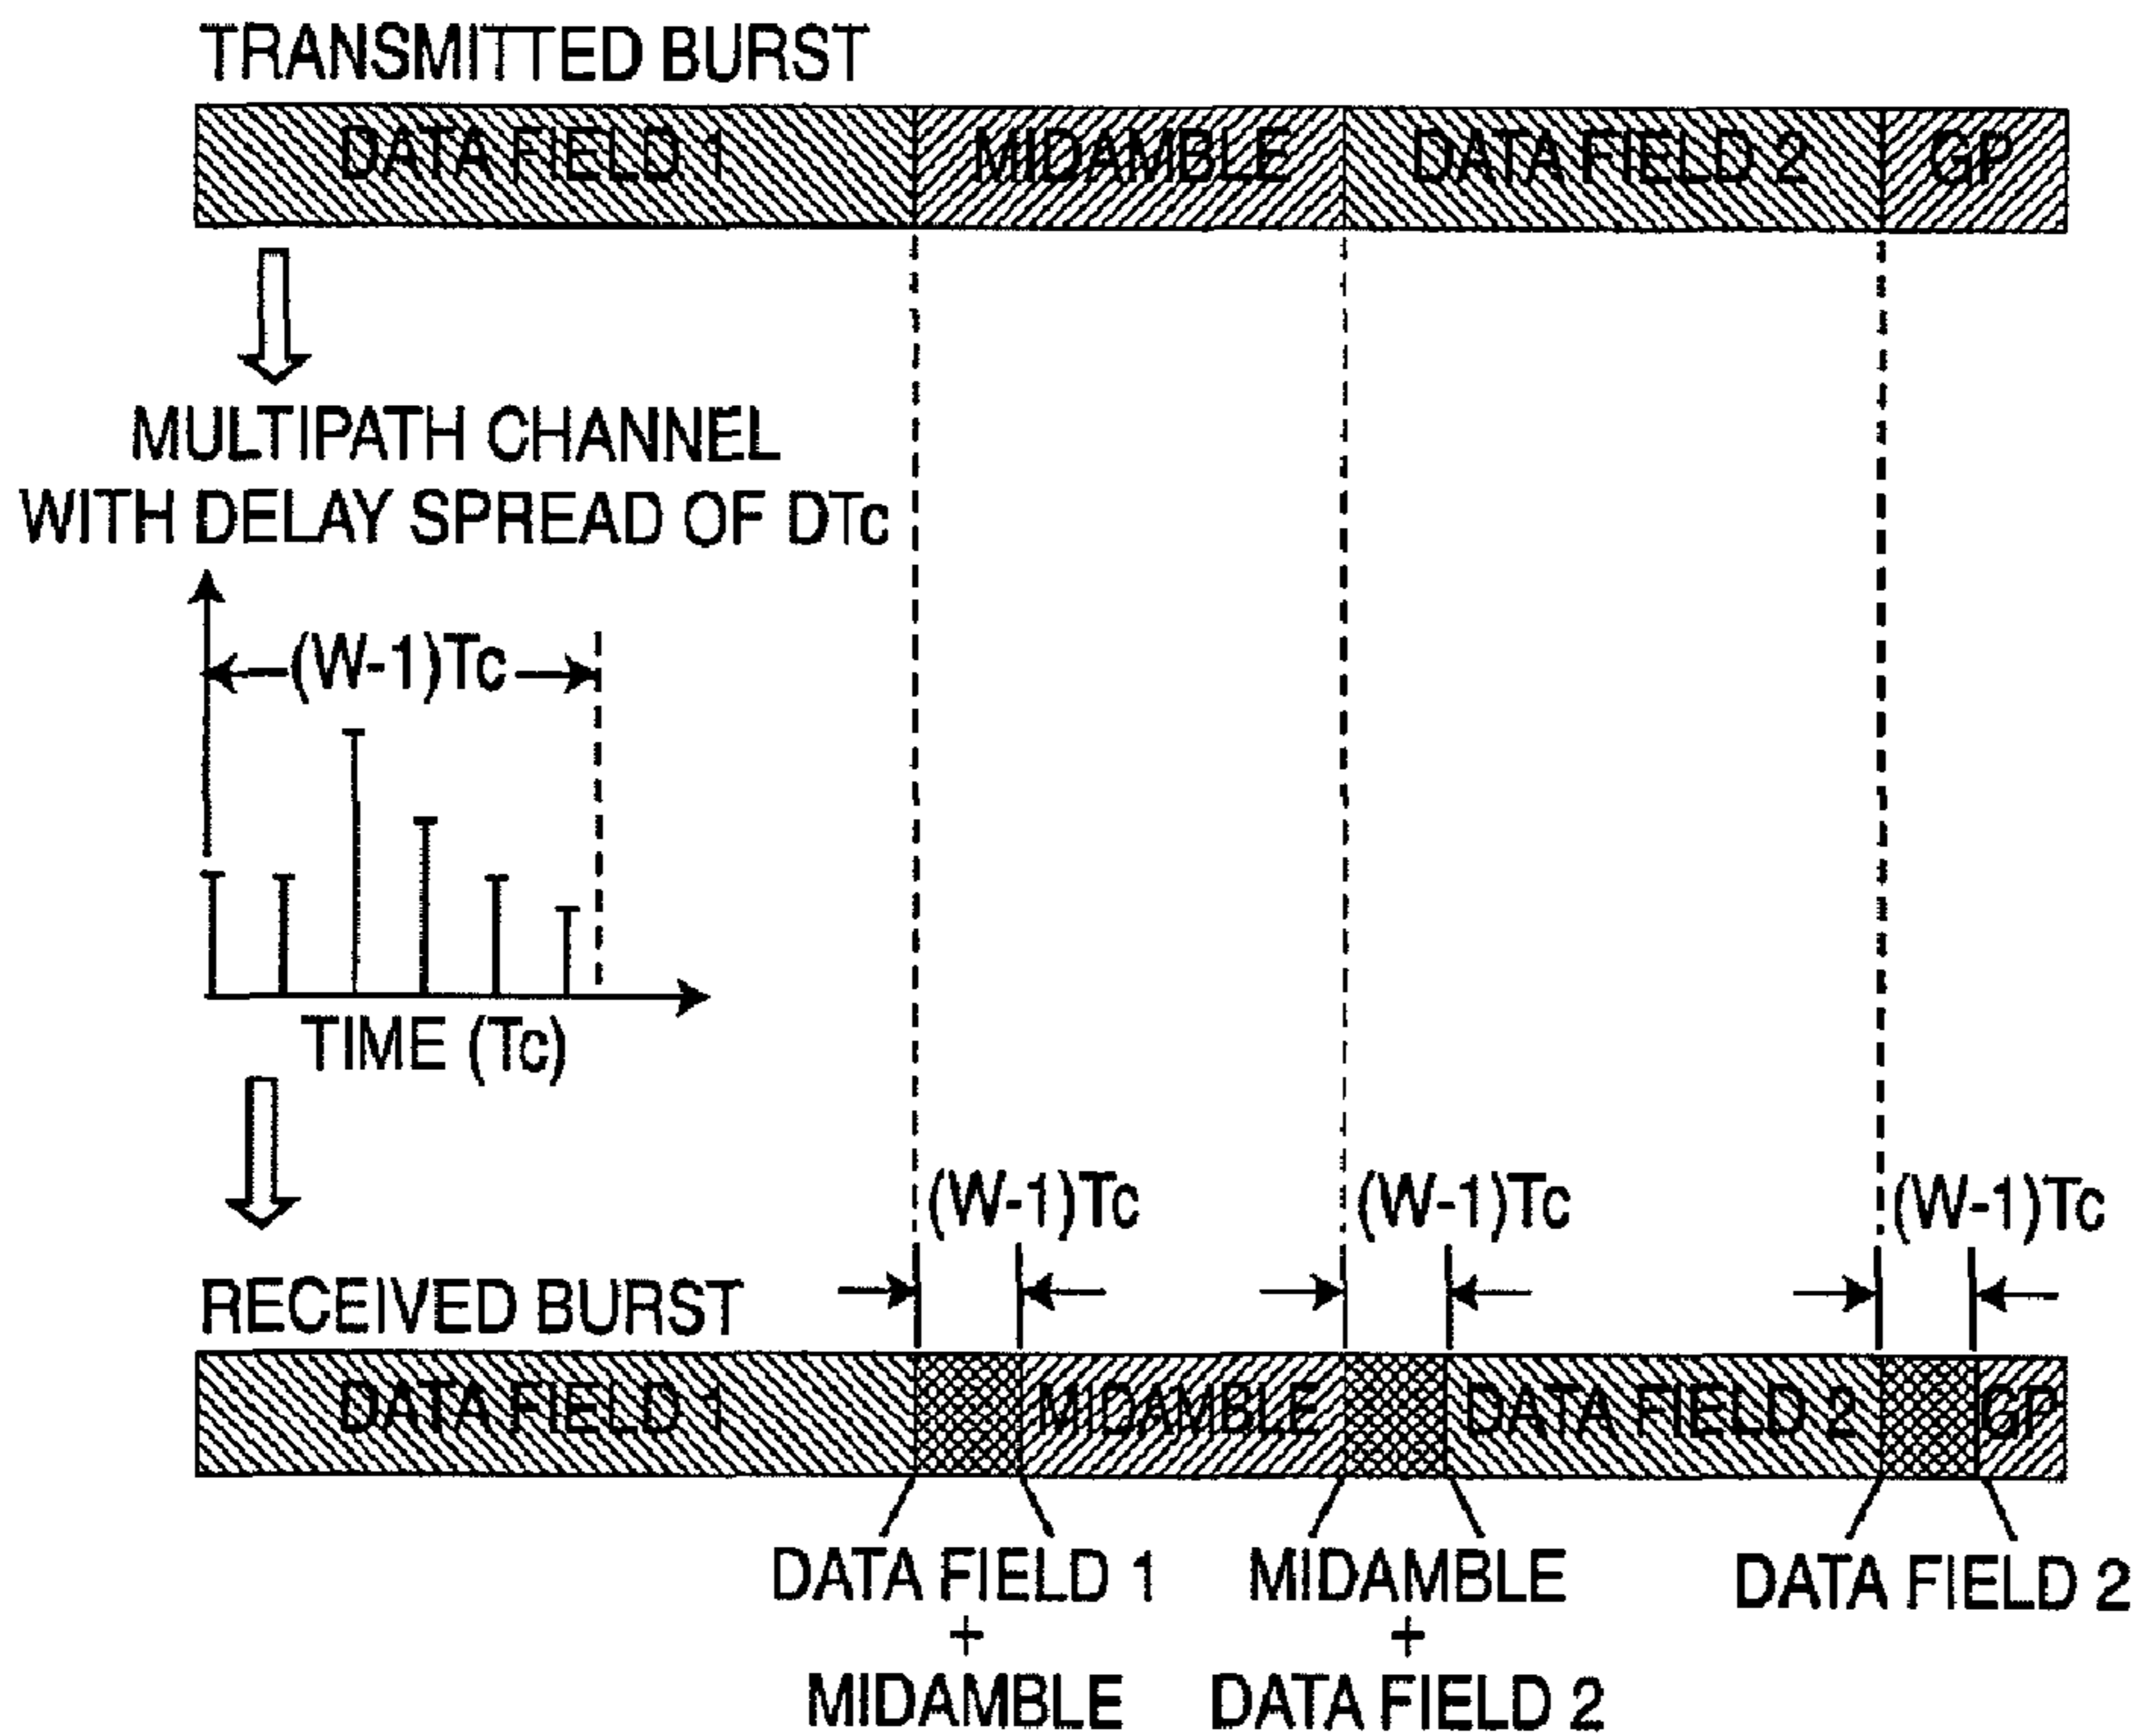 TRANSMITTED BURST
DATA FIELD 1 MIDAMBLE DATA FIELD 2 GP
MULTIPATH CHANNEL
WITH DELAY SPREAD OF DTc
(W-1)Tc
TIME (Tc)
(W-1)Tc (W-1)Tc (W-1)Tc
RECEIVED BURST
DATA FIELD 1 MIDAMBLE DATA FIELD 2 GP
DATA FIELD 1
+
MIDAMBLE
MIDAMBLE
+
DATA FIELD 2
DATA FIELD 2